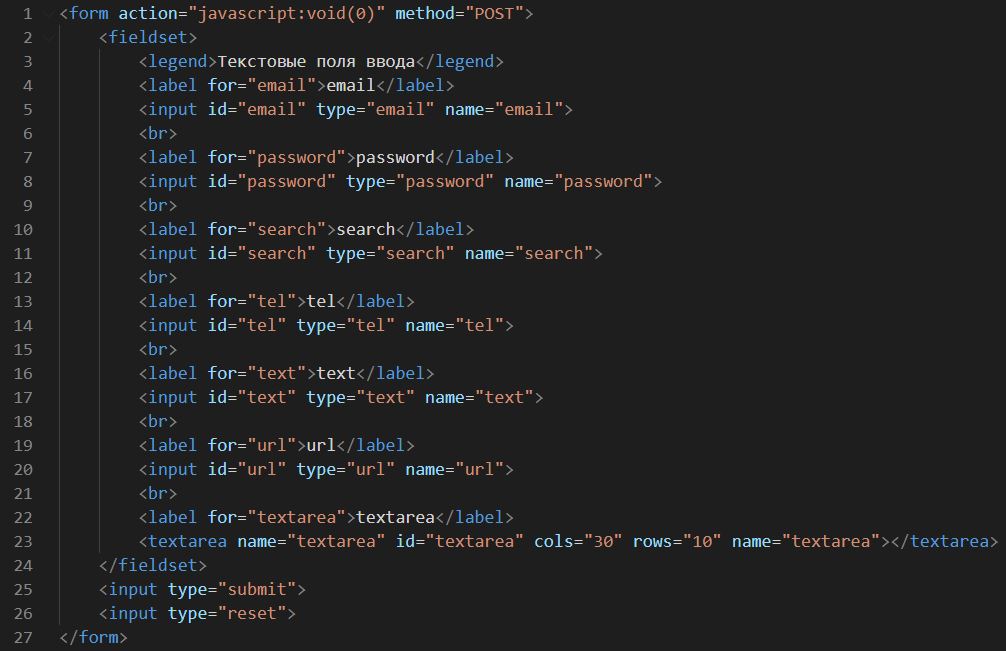 1 <form action="javascript:void(0)" method="POST">
2     <fieldset>
3         <legend>Текстовые поля ввода</legend>
4         <label for="email">email</label>
5         <input id="email" type="email" name="email">
6         <br>
7         <label for="password">password</label>
8         <input id="password" type="password" name="password">
9         <br>
10         <label for="search">search</label>
11         <input id="search" type="search" name="search">
12         <br>
13         <label for="tel">tel</label>
14         <input id="tel" type="tel" name="tel">
15         <br>
16         <label for="text">text</label>
17         <input id="text" type="text" name="text">
18         <br>
19         <label for="url">url</label>
20         <input id="url" type="url" name="url">
21         <br>
22         <label for="textarea">textarea</label>
23         <textarea name="textarea" id="textarea" cols="30" rows="10" name="textarea"></textarea>
24     </fieldset>
25     <input type="submit">
26     <input type="reset">
27 </form>